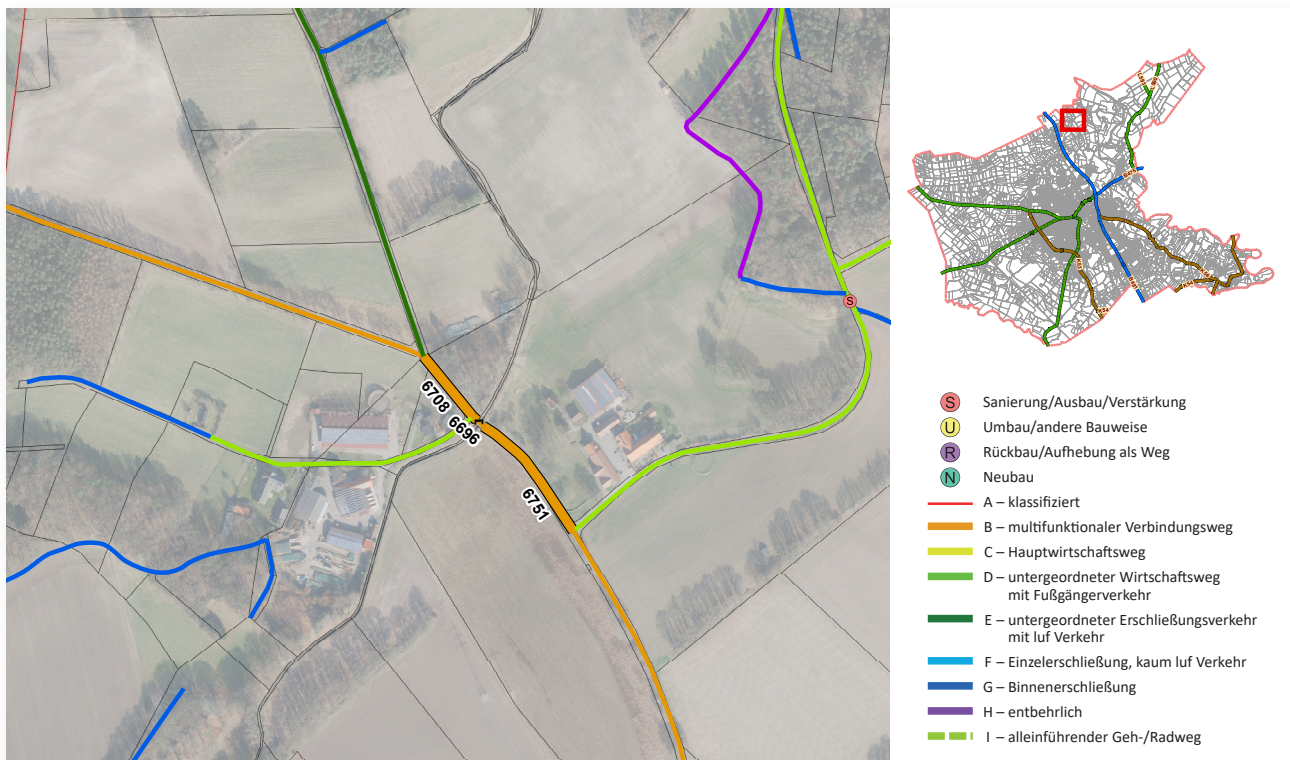 6708
6696
6751
S
S Sanierung/Ausbau/Verstärkung
U Umbau/andere Bauweise
R Rückbau/Aufhebung als Weg
N Neubau
A – klassifiziert
B – multifunktionaler Verbindungsweg
C – Hauptwirtschaftsweg
D – untergeordneter Wirtschaftsweg
mit Fußgängerverkehr
E – untergeordneter Erschließungsverkehr
mit luf Verkehr
F – Einzelerschließung, kaum luf Verkehr
G – Binnenerschließung
H – entbehrlich
I – alleinführender Geh-/Radweg